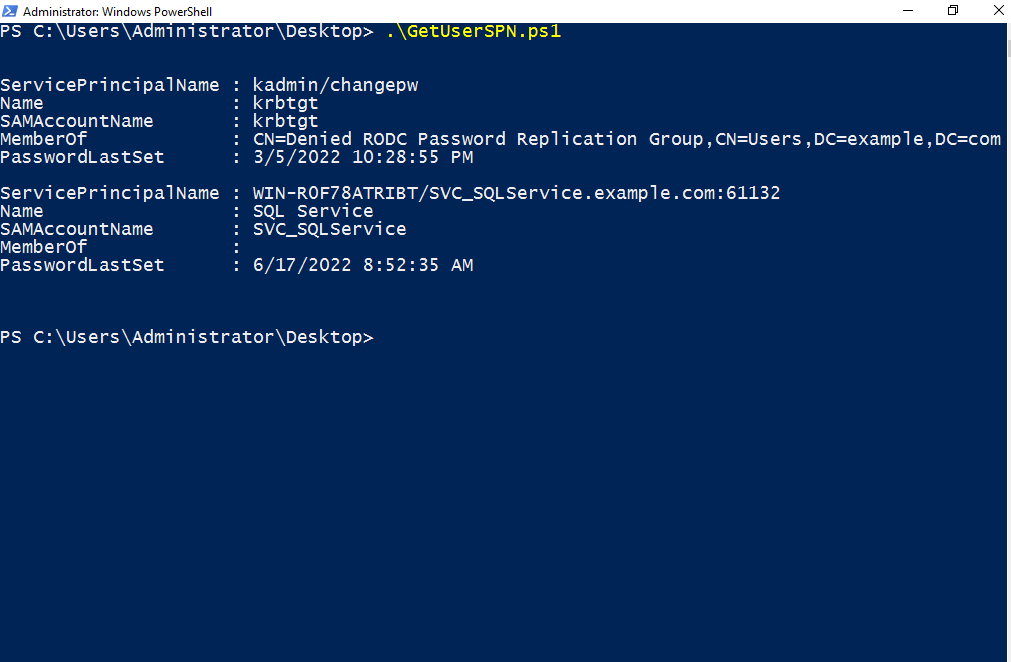 Administrator: Windows PowerShell
PS C:\Users\Administrator\Desktop> .\GetUserSPN.ps1
ServicePrincipalName : kadmin/changepw
Name                 : krbtgt
SAMAccountName       : krbtgt
MemberOf             : CN=Denied RODC Password Replication Group,CN=Users,DC=example,DC=com
PasswordLastSet      : 3/5/2022 10:28:55 PM
ServicePrincipalName : WIN-R0F78ATRIBT/SVC_SQLService.example.com:61132
Name                 : SQL Service
SAMAccountName       : SVC_SQLService
MemberOf             :
PasswordLastSet      : 6/17/2022 8:52:35 AM
PS C:\Users\Administrator\Desktop>